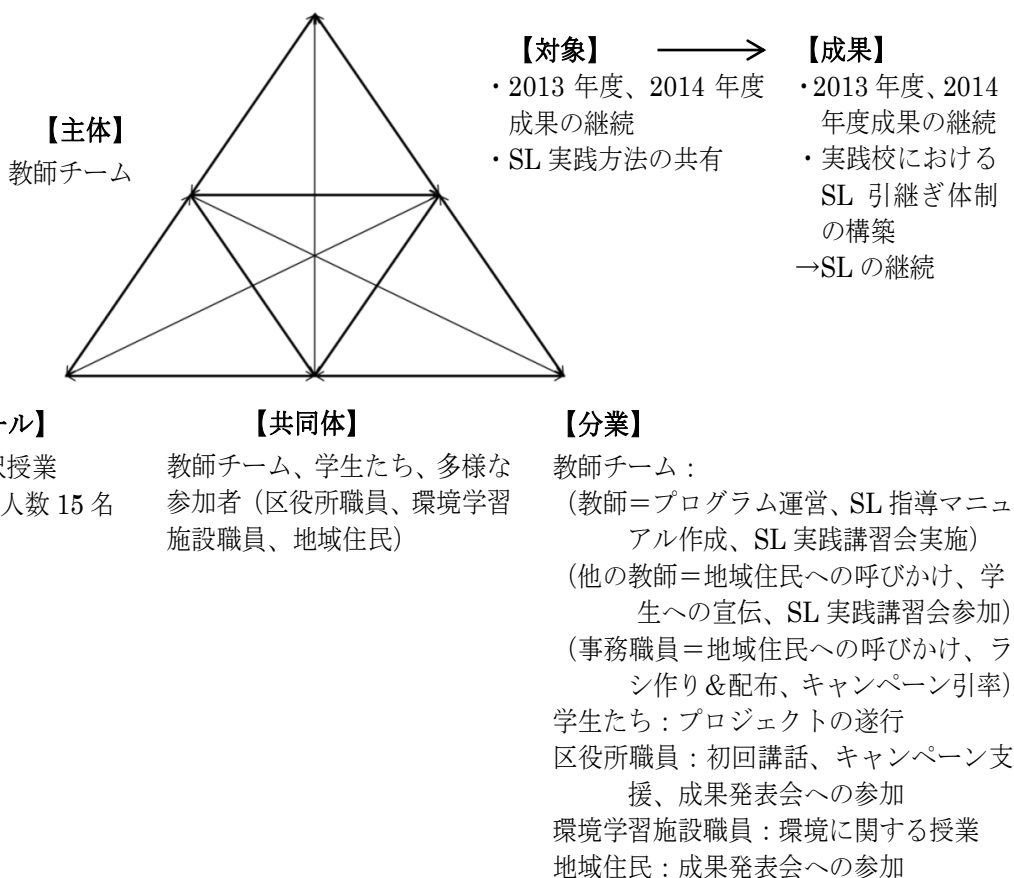 【主体】
教師チーム
【対象】
・2013 年度、2014 年度
成果の継続
・SL 実践方法の共有
【成果】
・2013 年度、2014
年度成果の継続
・実践校における
SL 引継ぎ体制
の構築
→SL の継続
ール】
授業
人数 15 名
【共同体】
教師チーム、学生たち、多様な
参加者（区役所職員、環境学習
施設職員、地域住民）
【分業】
教師チーム：
（教師＝プログラム運営、SL 指導マニュ
アル作成、SL 実践講習会実施）
（他の教師＝地域住民への呼びかけ、学
生への宣伝、SL 実践講習会参加）
（事務職員＝地域住民への呼びかけ、ラ
シ作り＆配布、キャンペーン引率）
学生たち：プロジェクトの遂行
区役所職員：初回講話、キャンペーン支
援、成果発表会への参加
環境学習施設職員：環境に関する授業
地域住民：成果発表会への参加